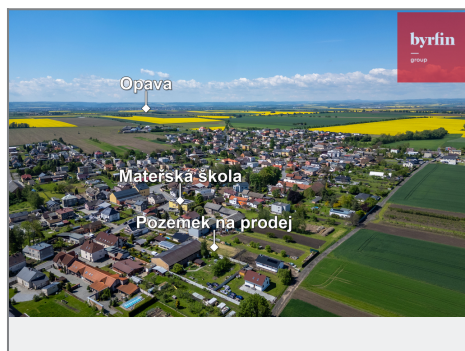 byrfin
group
Opava
Mateřská škola
Pozemek na prodej